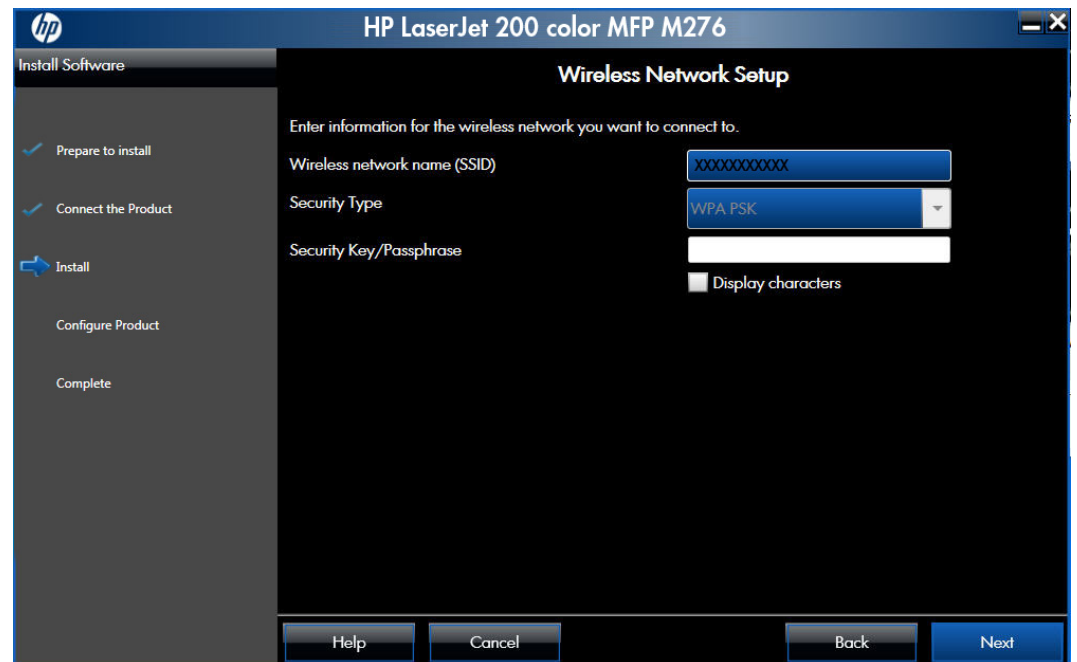 hp
HP LaserJet 200 color MFP M276
Install Software
Prepare to install
Connect the Product
Install
Configure Product
Complete
Wireless Network Setup
Enter information for the wireless network you want to connect to.
Wireless network name (SSID)
XXXXXXXXXXX
Security Type
WPA PSK
Security Key/Passphrase
Display characters
Help
Cancel
Back
Next